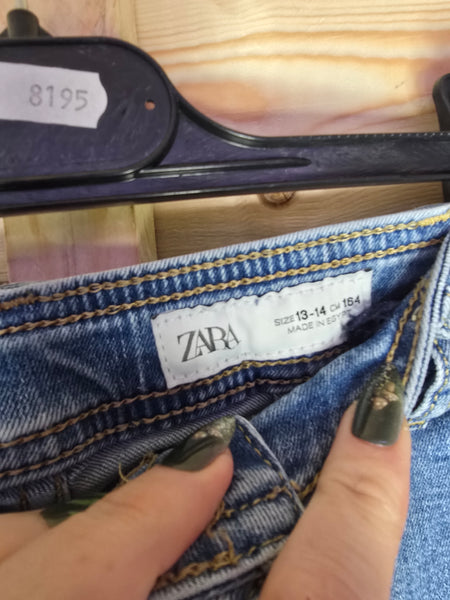 8195
ZARA
SIZE 13-14 CM 164
MADE IN EGYPT